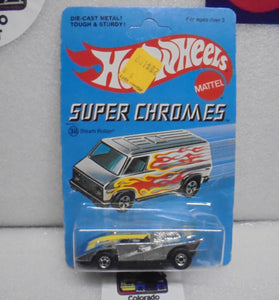 DIE-CAST METAL!
TOUGH & STURDY!
For ages over 3
Hot Wheels
MATTEL
SUPER CHROMES
Steam Roller
Colorado